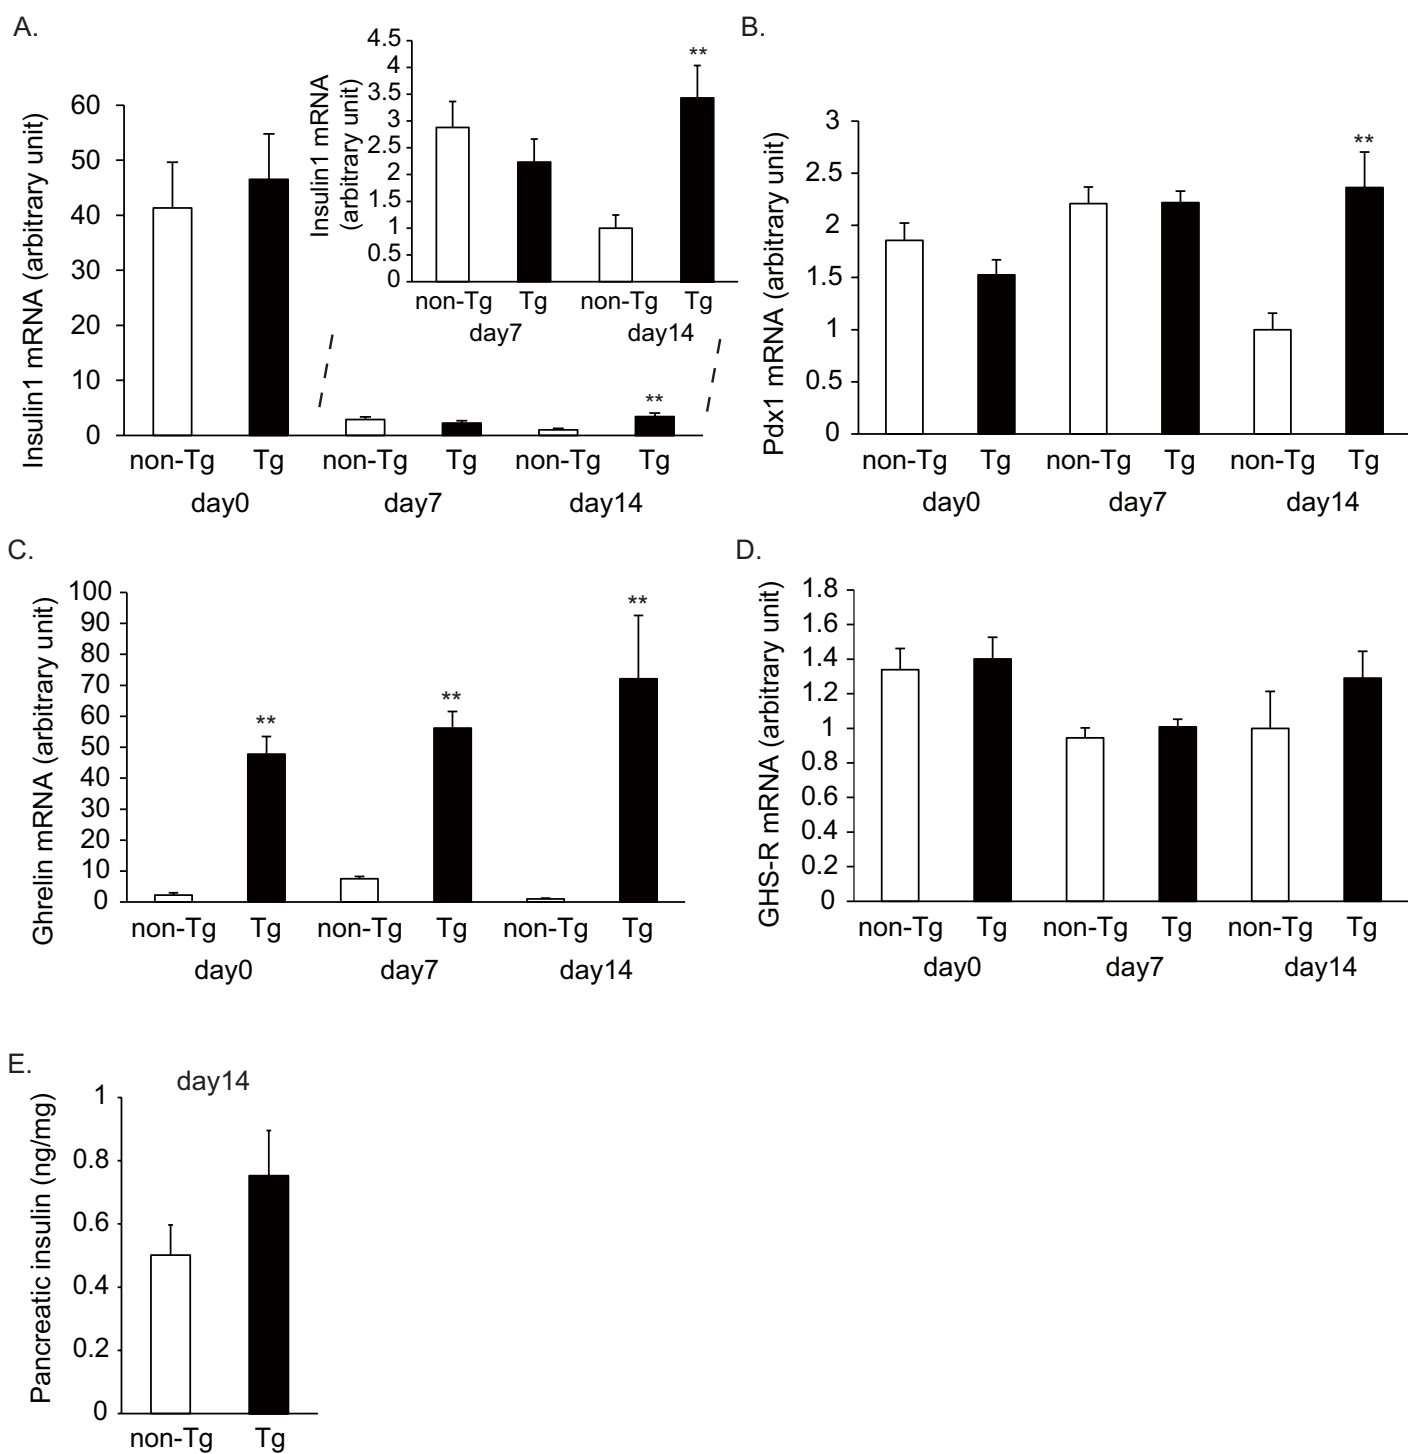 A.
Insulin1 mRNA (arbitrary unit)
60
50
40
30
20
10
0
non-Tg Tg non-Tg Tg non-Tg Tg
day0 day7 day14
**
Insulin1 mRNA
(arbitrary unit)
4.5
4
3.5
3
2.5
2
1.5
1
0.5
0
**
non-Tg Tg non-Tg Tg
day7 day14
B.
Pdx1 mRNA (arbitrary unit)
3
2.5
2
1.5
1
0.5
0
**
non-Tg Tg non-Tg Tg non-Tg Tg
day0 day7 day14
C.
Ghrelin mRNA (arbitrary unit)
100
90
80
70
60
50
40
30
20
10
0
** ** **
non-Tg Tg non-Tg Tg non-Tg Tg
day0 day7 day14
D.
GHS-R mRNA (arbitrary unit)
1.8
1.6
1.4
1.2
1
0.8
0.6
0.4
0.2
0
non-Tg Tg non-Tg Tg non-Tg Tg
day0 day7 day14
E.
day14
Pancreatic insulin (ng/mg)
1
0.8
0.6
0.4
0.2
0
non-Tg Tg